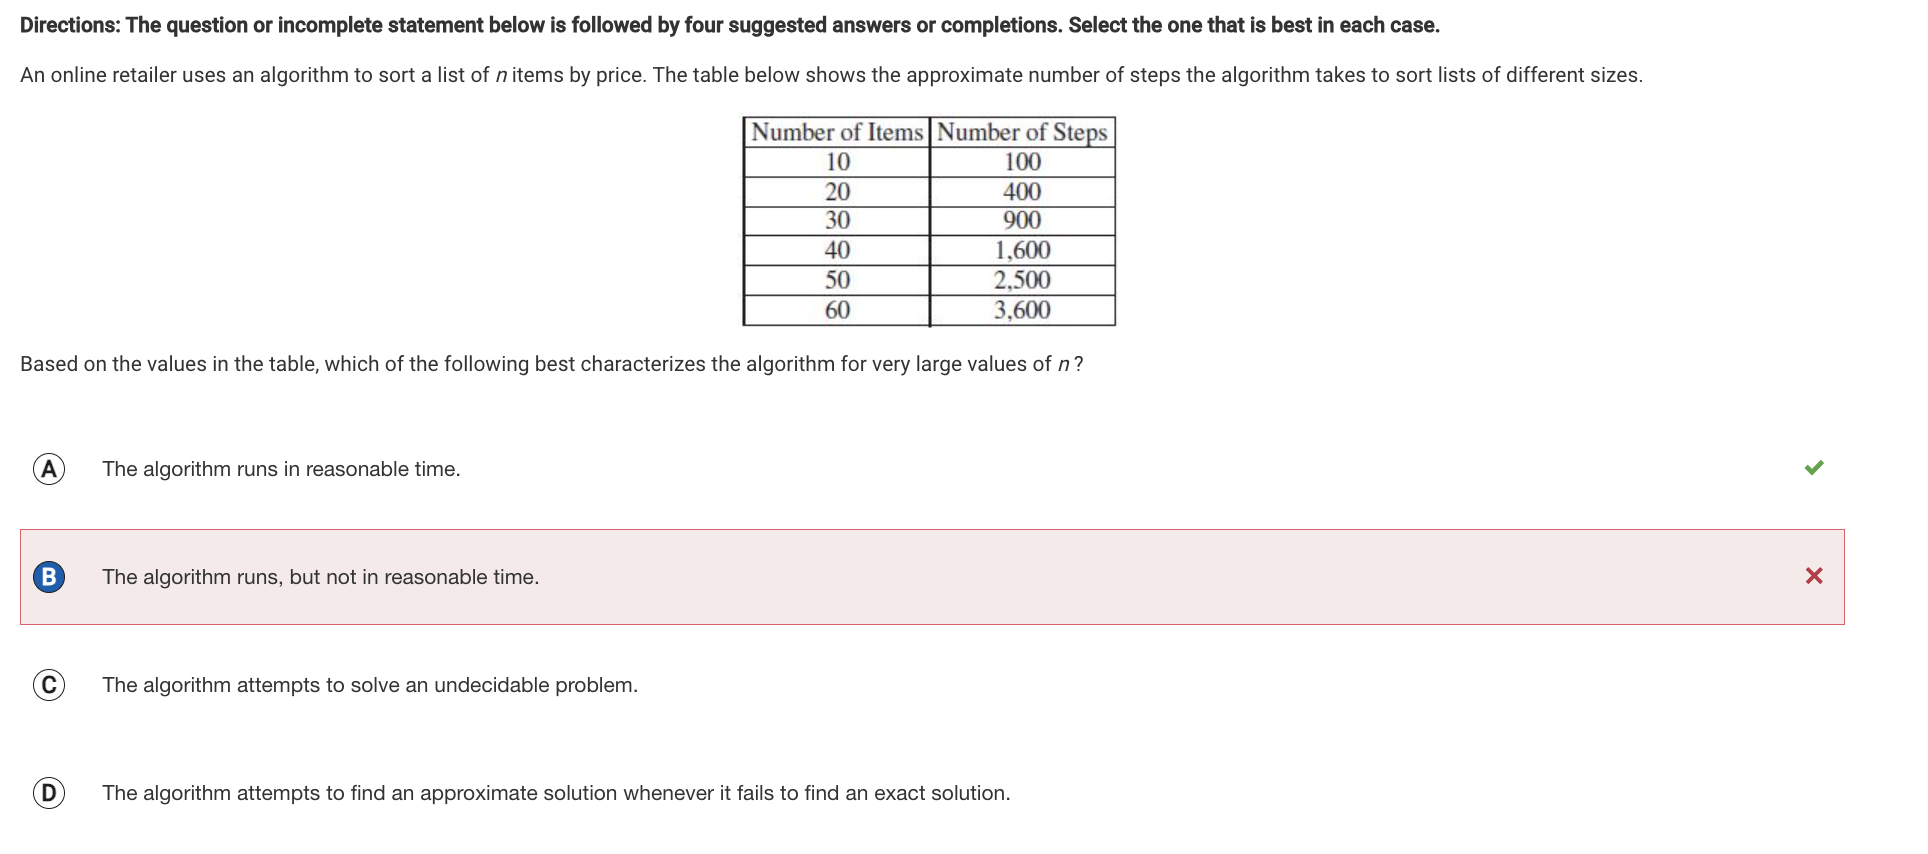 Directions: The question or incomplete statement below is followed by four suggested answers or completions. Select the one that is best in each case.
An online retailer uses an algorithm to sort a list of n items by price. The table below shows the approximate number of steps the algorithm takes to sort lists of different sizes.
Number of Items Number of Steps
10 100
20 400
30 900
40 1,600
50 2,500
60 3,600
Based on the values in the table, which of the following best characterizes the algorithm for very large values of n ?
A The algorithm runs in reasonable time.
B The algorithm runs, but not in reasonable time.
C The algorithm attempts to solve an undecidable problem.
D The algorithm attempts to find an approximate solution whenever it fails to find an exact solution.